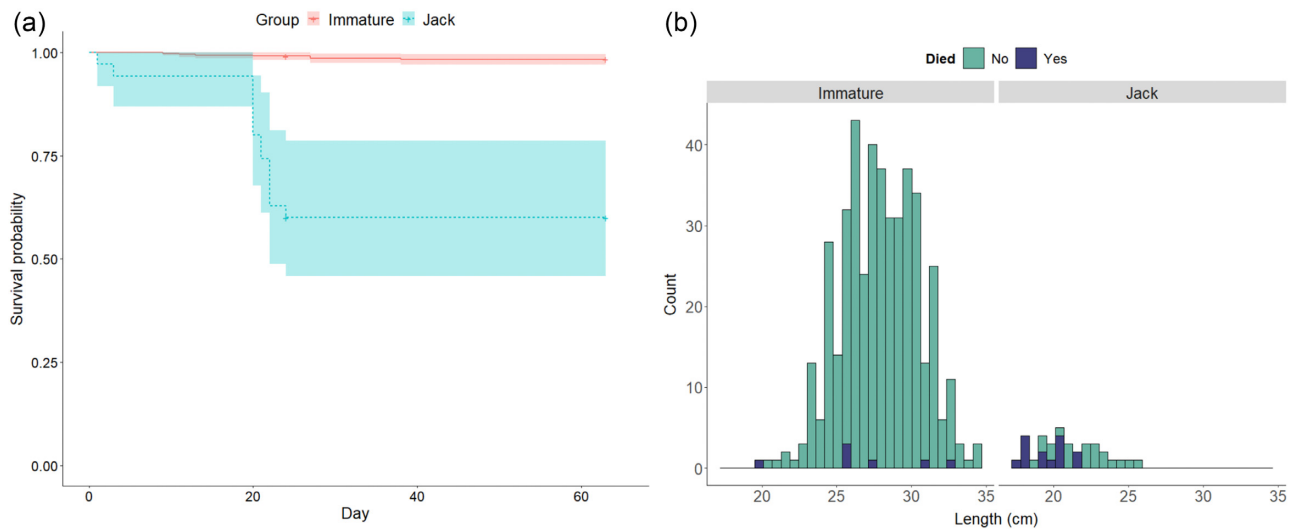 (a)
Group Immature Jack
1.00
0.75
0.50
0.25
0.00
Survival probability
0 20 40 60
Day
(b)
Died No Yes
Immature Jack
40
30
20
10
0
Count
20 25 30 35 20 25 30 35
Length (cm)